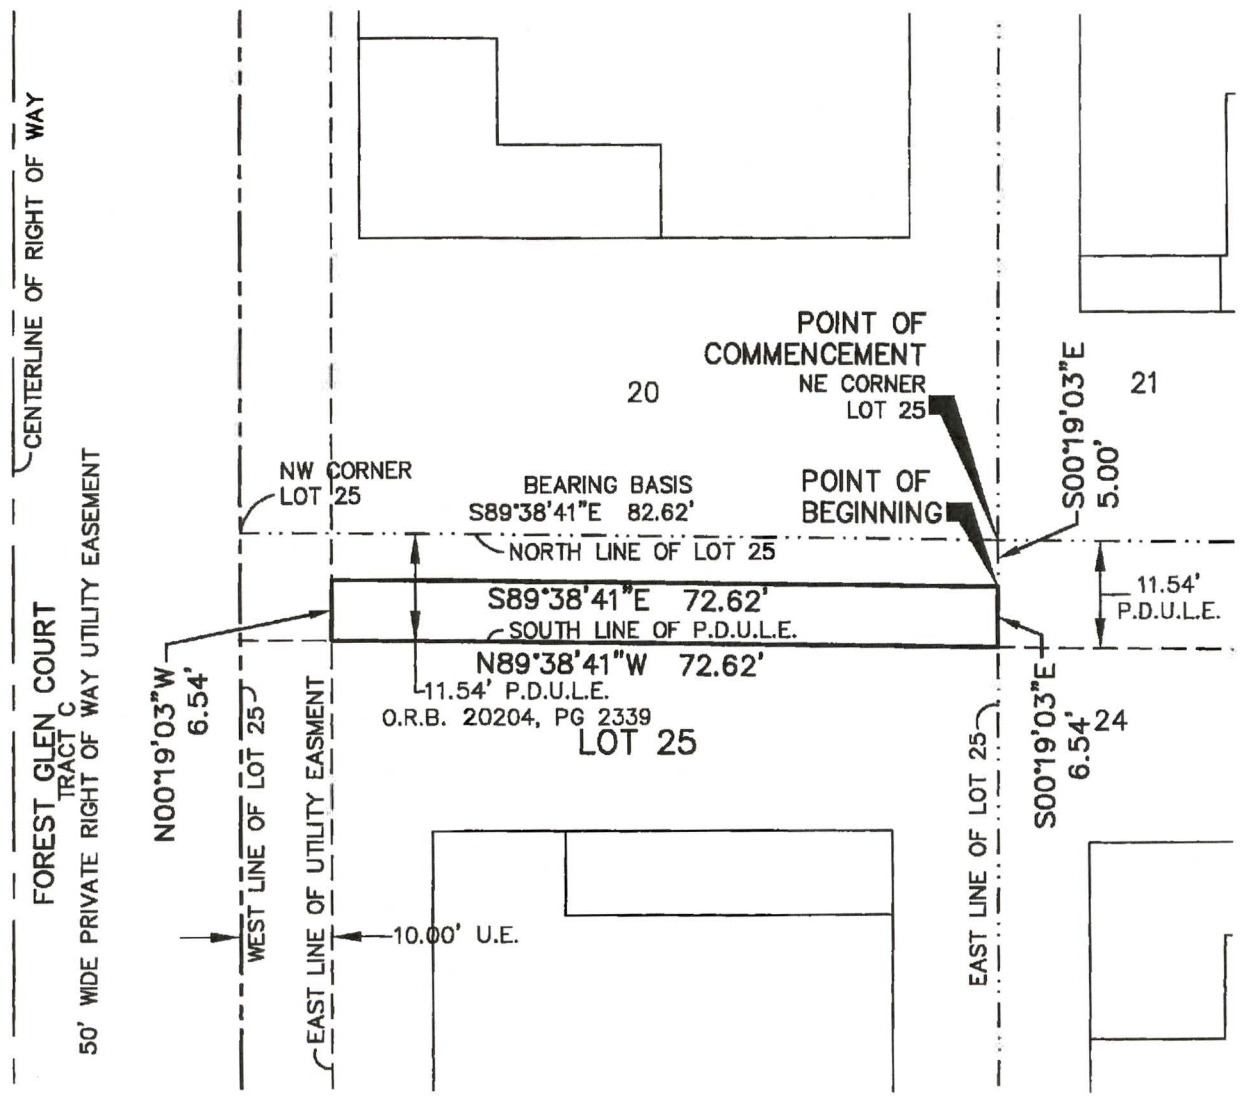 CENTERLINE OF RIGHT OF WAY
FOREST GLEN COURT
TRACT C
50' WIDE PRIVATE RIGHT OF WAY UTILITY EASEMENT
POINT OF
COMMENCEMENT
NE CORNER
LOT 25
20
21
S00°19'03"E
5.00'
NW CORNER
LOT 25
BEARING BASIS
S89°38'41"E 82.62'
NORTH LINE OF LOT 25
POINT OF
BEGINNING
11.54'
P.D.U.L.E.
S89°38'41"E 72.62'
SOUTH LINE OF P.D.U.L.E.
N89°38'41"W 72.62'
11.54' P.D.U.L.E.
O.R.B. 20204, PG 2339
LOT 25
N00°19'03"W
6.54'
S00°19'03"E
6.54'
24
WEST LINE OF LOT 25
EAST LINE OF UTILITY EASMENT
EAST LINE OF LOT 25
10.00' U.E.